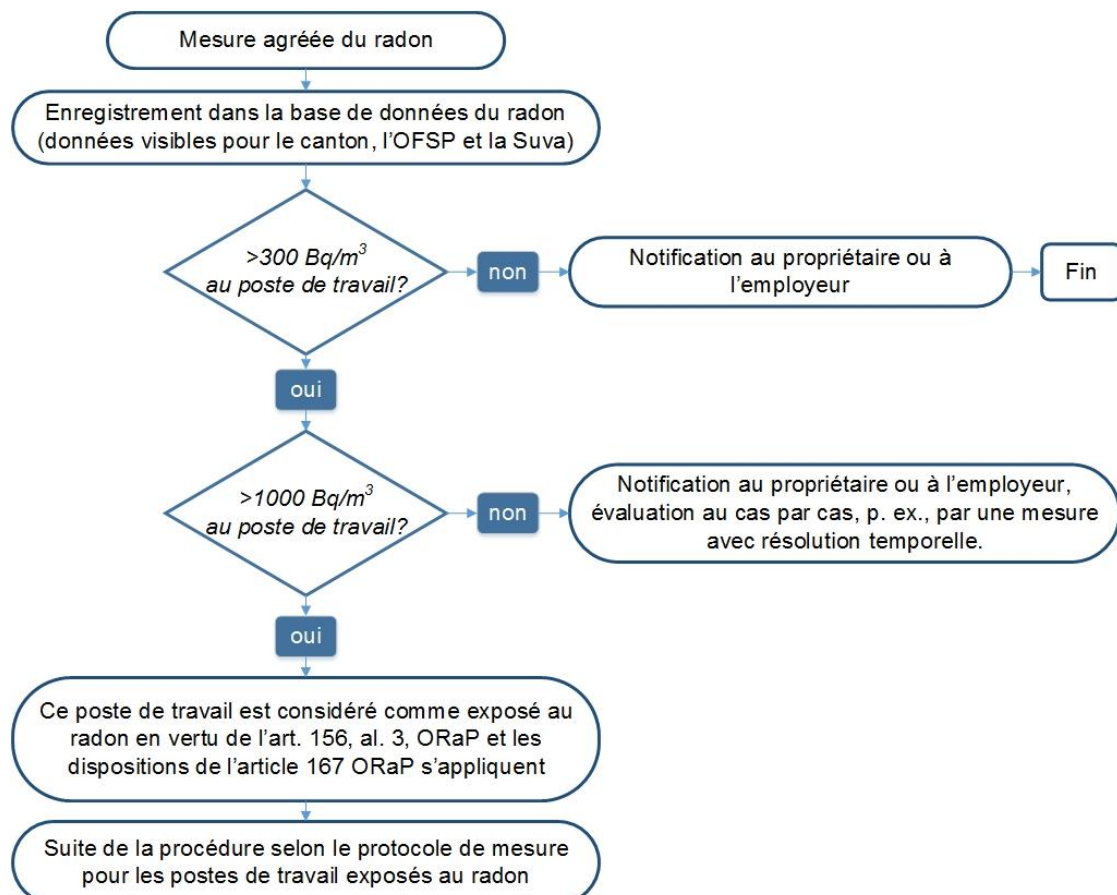 Mesure agréée du radon
Enregistrement dans la base de données du radon
(données visibles pour le canton, l'OFSP et la Suva)
>300 Bq/m³
au poste de travail?
non
Notification au propriétaire ou à
l'employeur
Fin
oui
>1000 Bq/m³
au poste de travail?
non
Notification au propriétaire ou à l'employeur,
évaluation au cas par cas, p. ex., par une mesure
avec résolution temporelle.
oui
Ce poste de travail est considéré comme exposé au
radon en vertu de l'art. 156, al. 3, ORaP et les
dispositions de l'article 167 ORaP s'appliquent
Suite de la procédure selon le protocole de mesure
pour les postes de travail exposés au radon